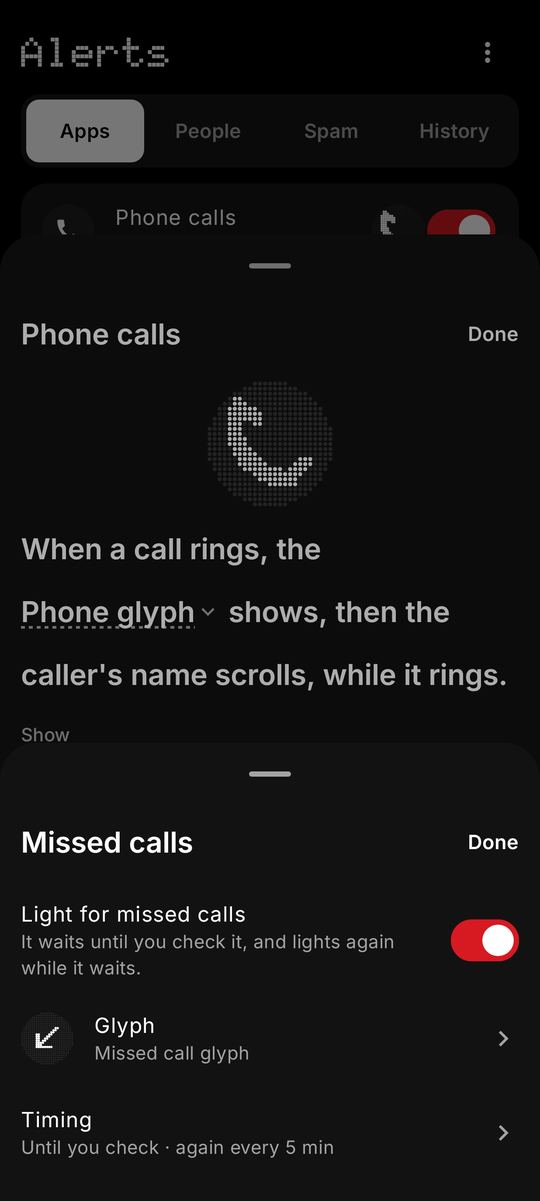 Alerts
Apps People Spam History
Phone calls
Phone calls Done
When a call rings, the
Phone glyph shows, then the
caller's name scrolls, while it rings.
Show
Missed calls Done
Light for missed calls
It waits until you check it, and lights again
while it waits.
Glyph
Missed call glyph
Timing
Until you check · again every 5 min